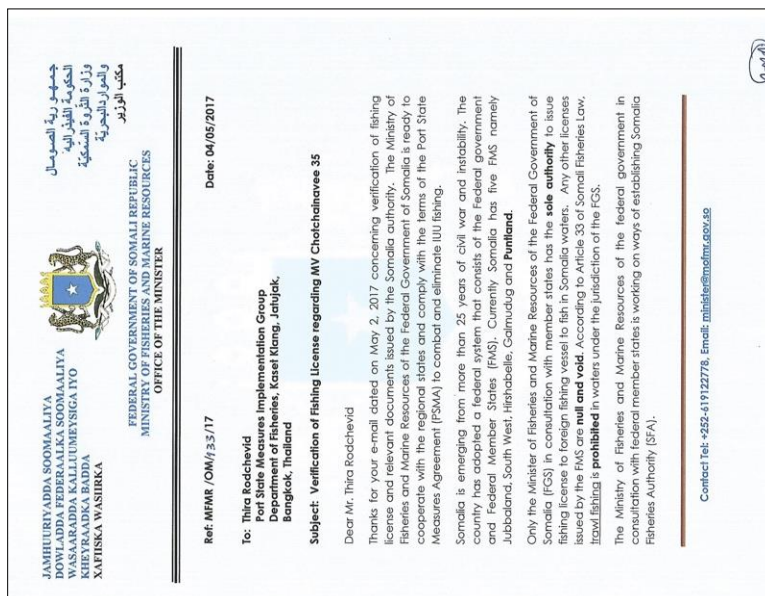 JAMHUURIYADDA SOOMAALIYA
DOWLADDA FEDERAALKA SOOMAALIYA
WASAARADDA KALLUUMEYSIGA IYO
KHEYRAADKA BADDA
XAFIISKA WASIIRKA
جمهورية الصومال
الحكومة الفيدرالية
وزارة الثروة السمكية
والموارد البحرية
مكتب الوزير
FEDERAL GOVERNMENT OF SOMALI REPUBLIC
MINISTRY OF FISHERIES AND MARINE RESOURCES
OFFICE OF THE MINISTER
Ref: MFMR /OM/133/17 Date: 04/05/2017
To: Thira Rodchevid
Port State Measures Implementation Group
Department of Fisheries, Kaset Klang, Jatujak,
Bangkok, Thailand
Subject: Verification of Fishing License regarding MV Chotchainavee 35
Dear Mr. Thira Rodchevid
Thanks for your e-mail dated on May 2, 2017 concerning verification of fishing
license and relevant documents issued by the Somalia authority. The Ministry of
Fisheries and Marine Resources of the Federal Government of Somalia is ready to
cooperate with the regional states and comply with the terms of the Port State
Measures Agreement (PSMA) to combat and eliminate IUU fishing.
Somalia is emerging from more than 25 years of civil war and instability. The
country has adopted a federal system that consists of the Federal government
and Federal Member States (FMS). Currently Somalia has five FMS namely
Jubbaland, South West, Hirshabelle, Galmudug and Puntland.
Only the Minister of Fisheries and Marine Resources of the Federal Government of
Somalia (FGS) in consultation with member states has the sole authority to issue
fishing license to foreign fishing vessel to fish in Somalia waters. Any other licenses
issued by the FMS are null and void. According to Article 33 of Somali Fisheries Law,
trawl fishing is prohibited in waters under the jurisdiction of the FGS.
The Ministry of Fisheries and Marine Resources of the federal government in
consultation with federal member states is working on ways of establishing Somalia
Fisheries Authority (SFA).
Contact Tel: +252-619122778, Email: minister@mofmr.gov.so